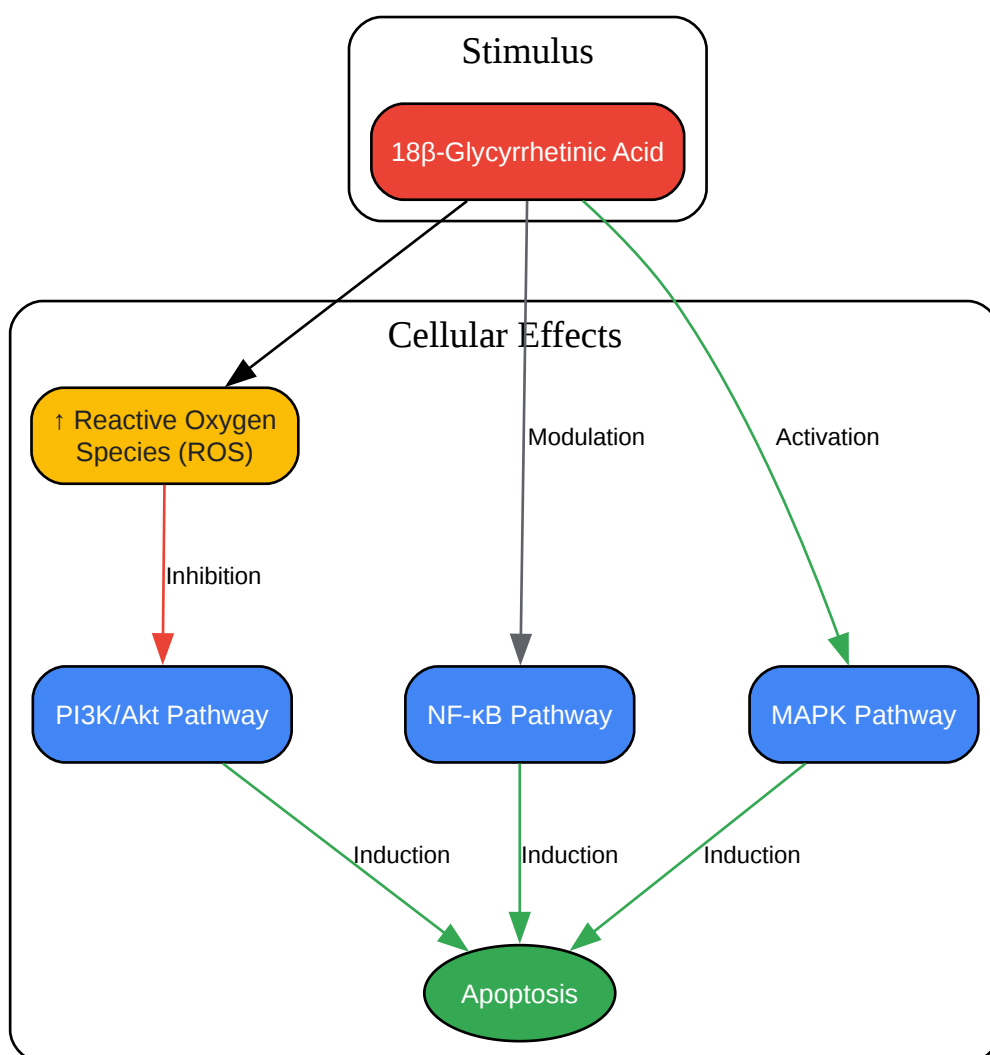 Stimulus
18β-Glycyrrhetinic Acid
Cellular Effects
↑ Reactive Oxygen
Species (ROS)
Modulation
Activation
Inhibition
PI3K/Akt Pathway
NF-κB Pathway
MAPK Pathway
Induction
Induction
Induction
Apoptosis